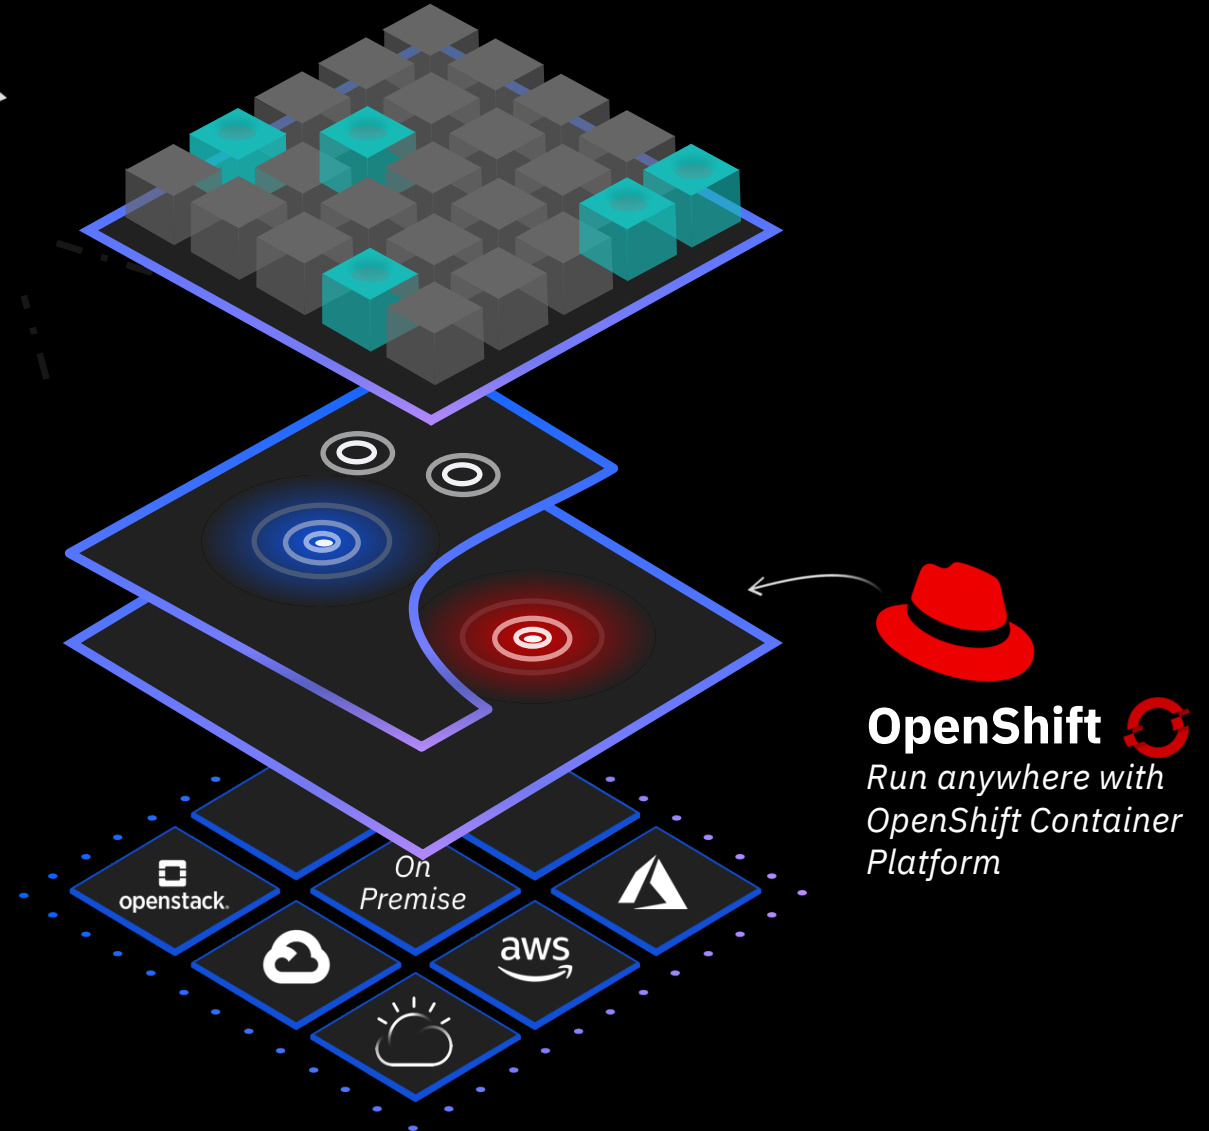 OpenShift
Run anywhere with
OpenShift Container
Platform
On
Premise
openstack.
aws